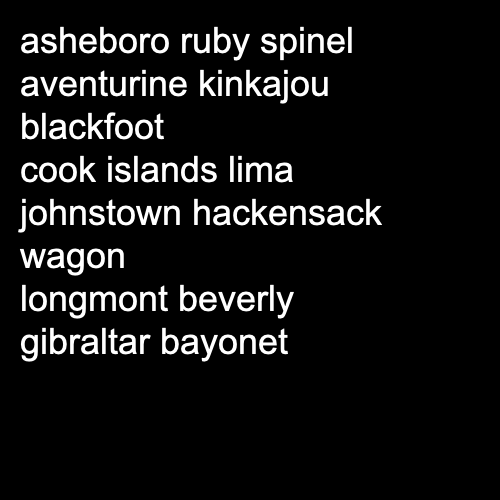 asheboro ruby spinel
aventurine kinkajou
blackfoot
cook islands lima
johnstown hackensack
wagon
longmont beverly
gibraltar bayonet